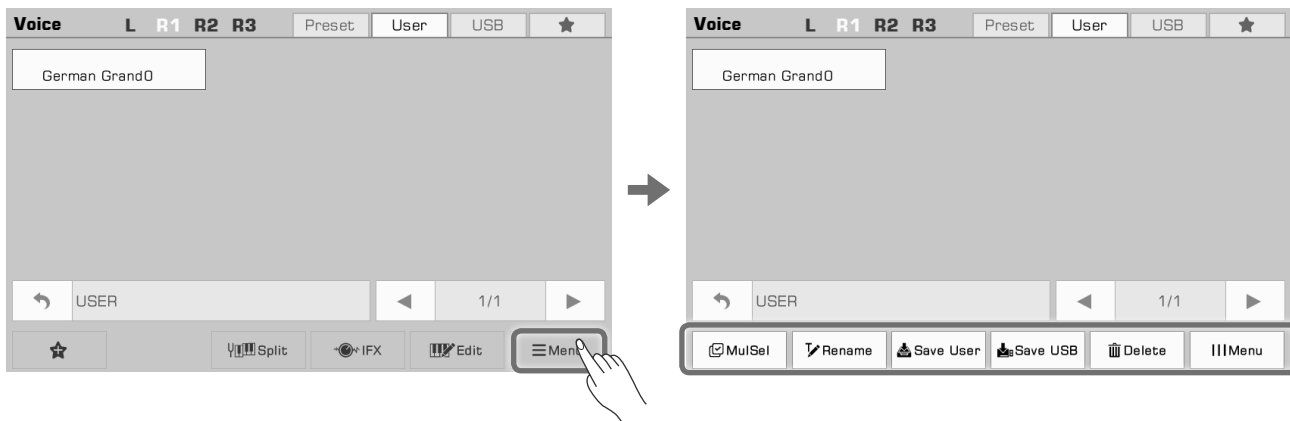 Voice L R1 R2 R3 Preset User USB
German Grand0
USER 1/1
Split IFX Edit Menu
Voice L R1 R2 R3 Preset User USB
German Grand0
USER 1/1
MulSel Rename Save User Save USB Delete Menu